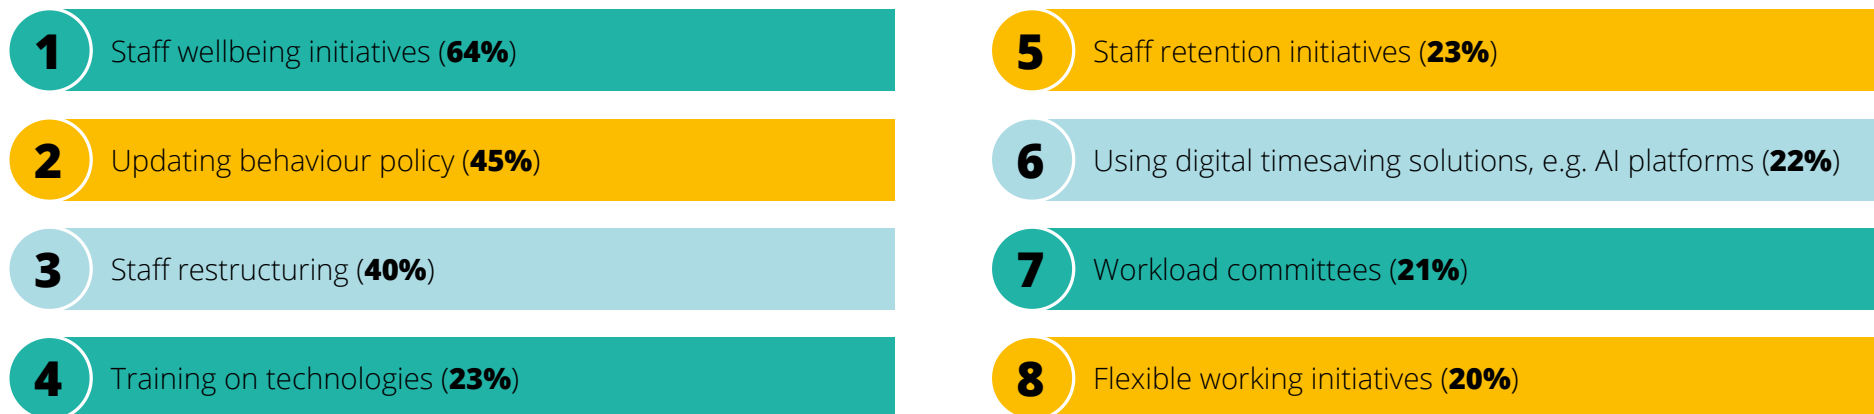 1 Staff wellbeing initiatives (64%)
2 Updating behaviour policy (45%)
3 Staff restructuring (40%)
4 Training on technologies (23%)
5 Staff retention initiatives (23%)
6 Using digital timesaving solutions, e.g. AI platforms (22%)
7 Workload committees (21%)
8 Flexible working initiatives (20%)